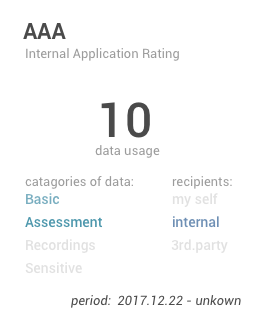 AAA
Internal Application Rating
10
data usage
catagories of data: recipients:
Basic my self
Assessment internal
Recordings 3rd.party
Sensitive
period: 2017.12.22 - unkown